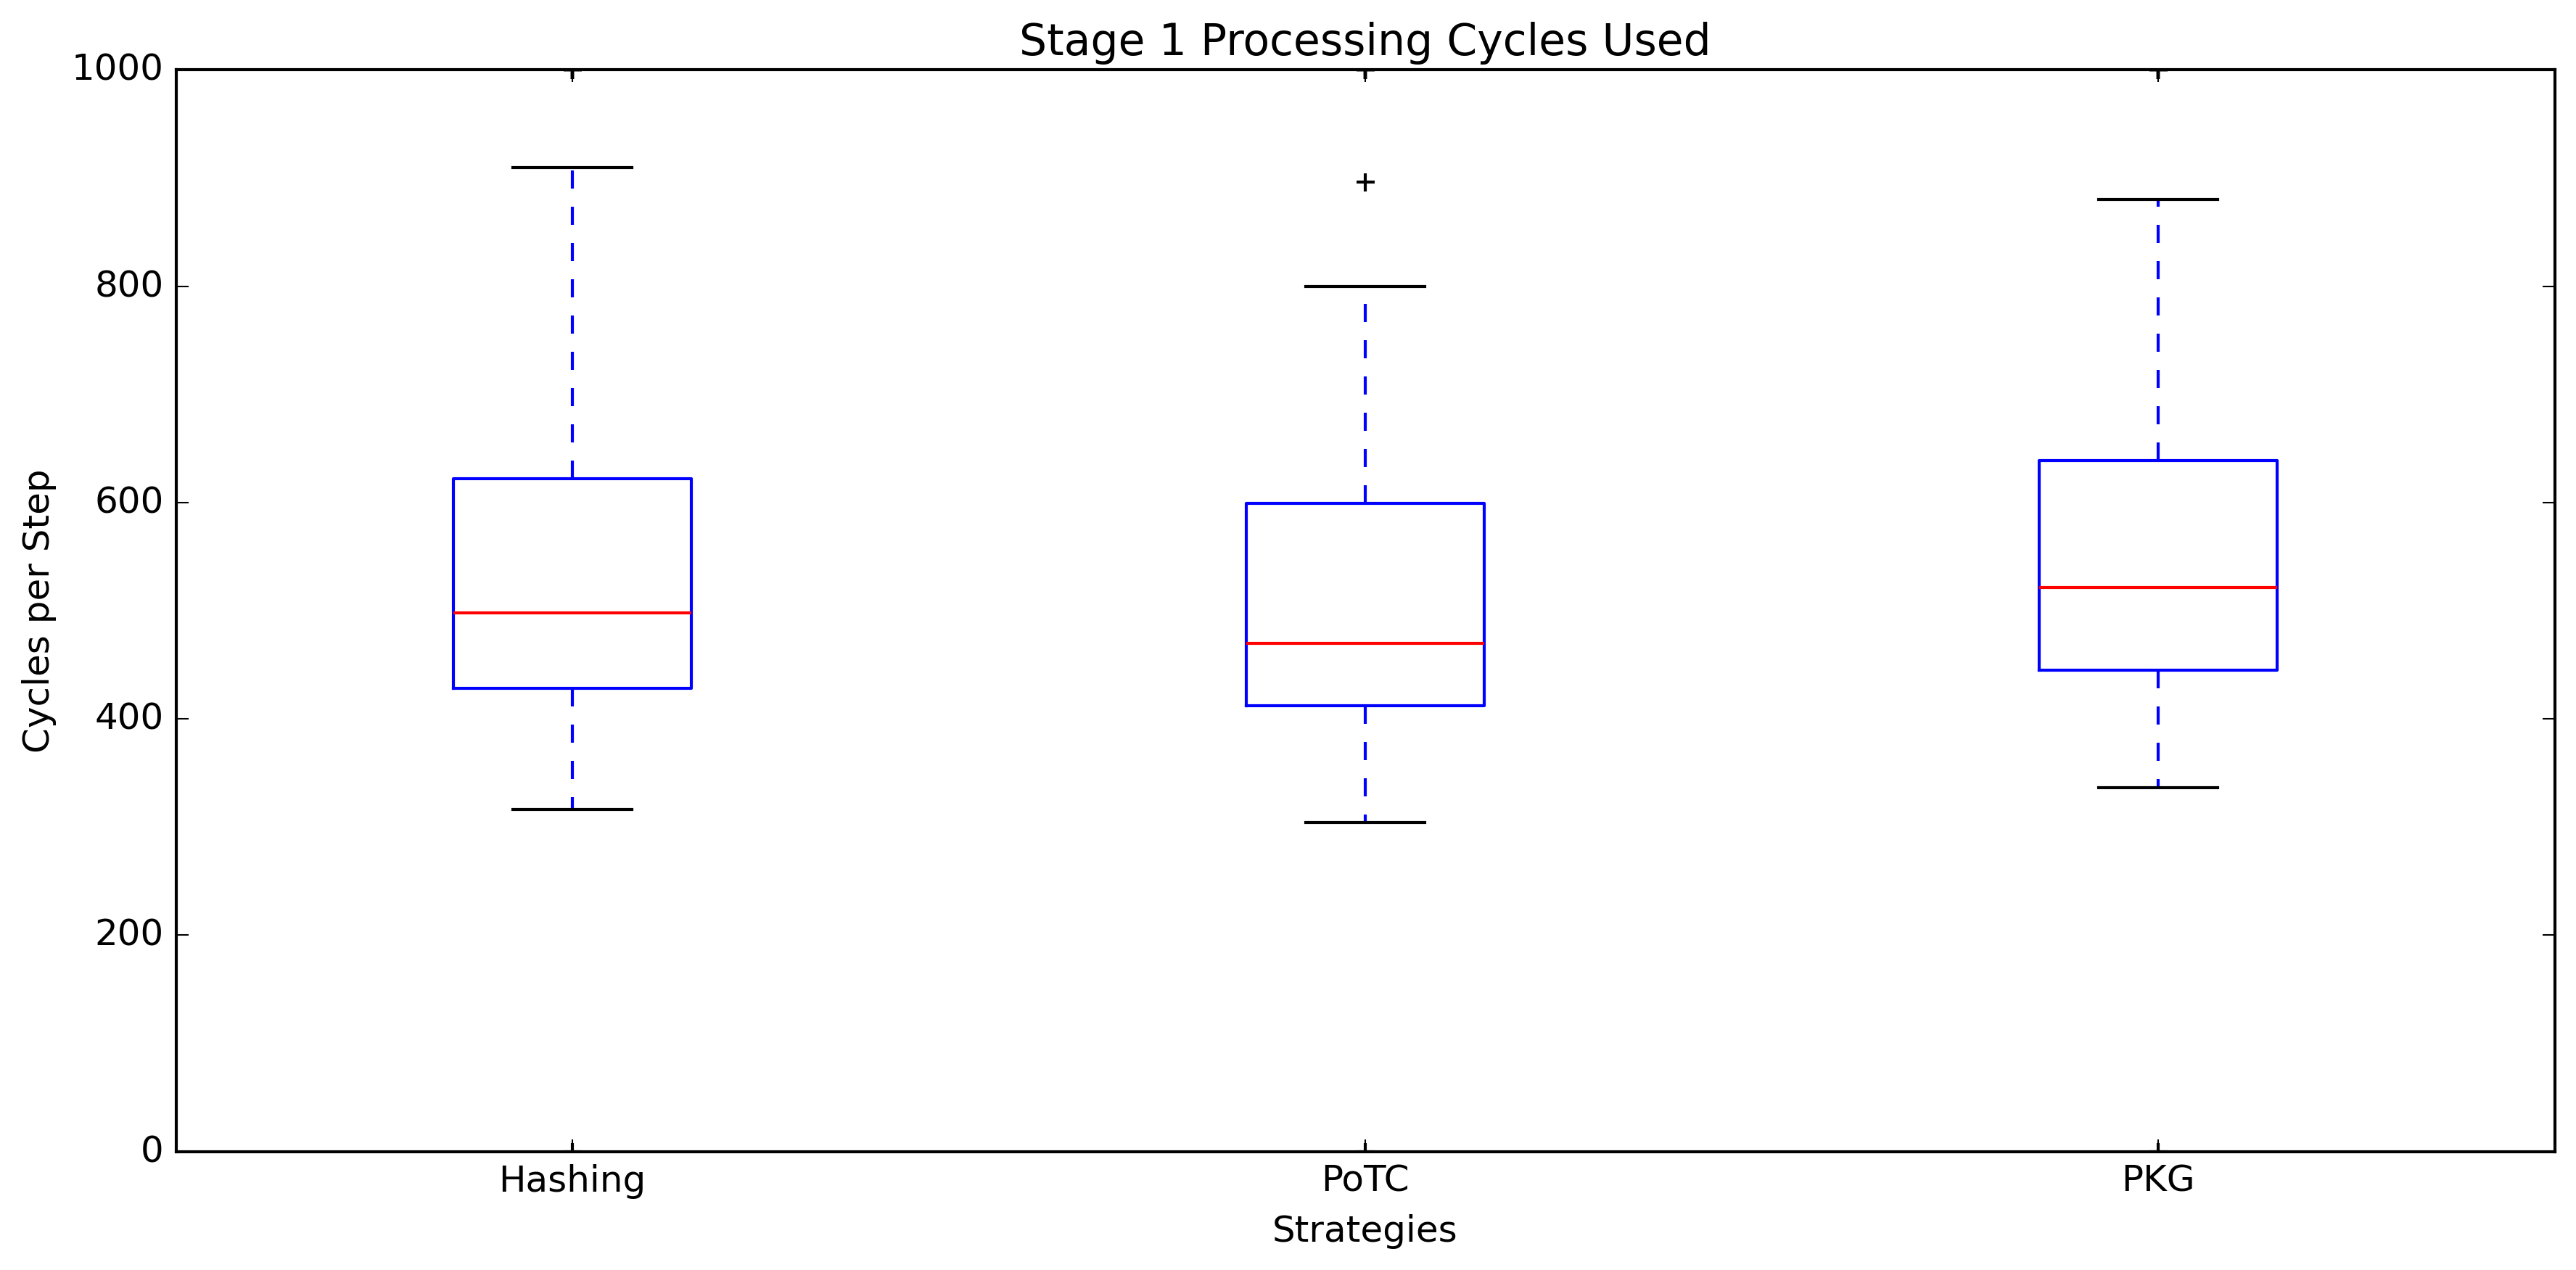 Stage 1 Processing Cycles Used
1000
800
600
400
200
0
Cycles per Step
Hashing PoTC PKG
Strategies